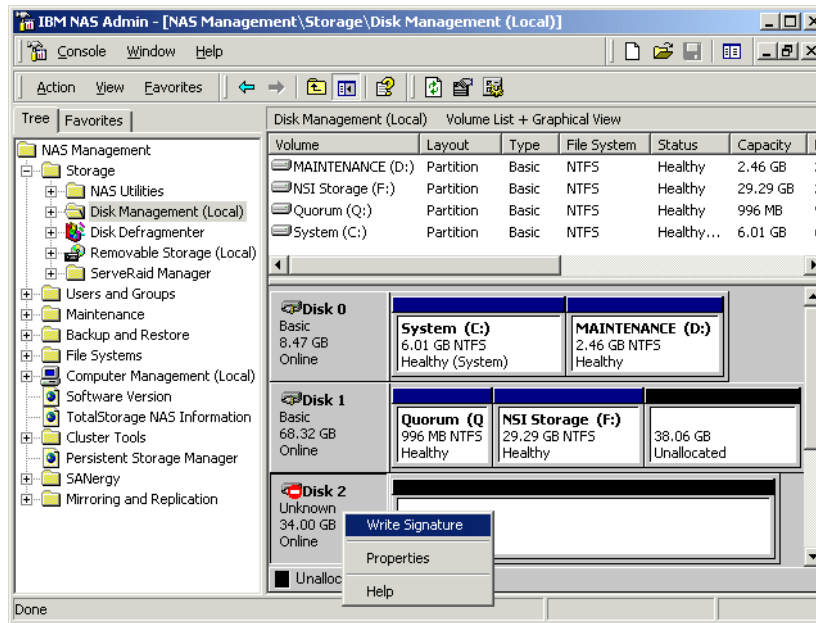 IBM NAS Admin - [NAS Management\Storage\Disk Management (Local)]
Console Window Help
Action View Favorites
Tree Favorites
Disk Management (Local) Volume List + Graphical View
NAS Management
Storage
NAS Utilities
Disk Management (Local)
Disk Defragmenter
Removable Storage (Local)
ServeRaid Manager
Users and Groups
Maintenance
Backup and Restore
File Systems
Computer Management (Local)
Software Version
TotalStorage NAS Information
Cluster Tools
Persistent Storage Manager
SANergy
Mirroring and Replication
Volume Layout Type File System Status Capacity
MAINTENANCE (D:) Partition Basic NTFS Healthy 2.46 GB
NSI Storage (F:) Partition Basic NTFS Healthy 29.29 GB
Quorum (Q:) Partition Basic NTFS Healthy 996 MB
System (C:) Partition Basic NTFS Healthy... 6.01 GB
Disk 0
Basic
8.47 GB
Online
System (C:)
6.01 GB NTFS
Healthy (System)
MAINTENANCE (D:)
2.46 GB NTFS
Healthy
Disk 1
Basic
68.32 GB
Online
Quorum (Q
996 MB NTFS
Healthy
NSI Storage (F:)
29.29 GB NTFS
Healthy
38.06 GB
Unallocated
Disk 2
Unknown
34.00 GB
Online
Write Signature
Properties
Help
Unalloc
Done